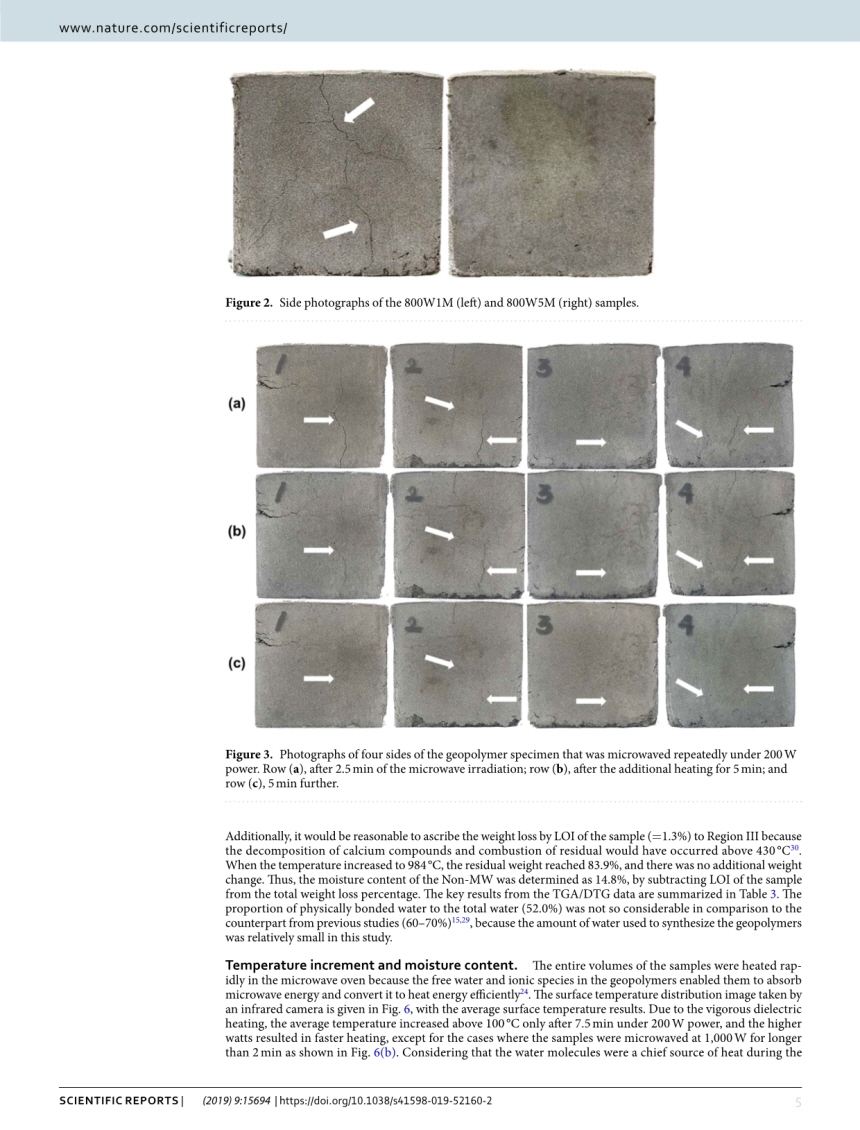 www.nature.com/scientificreports/
Figure 2. Side photographs of the 800W1M (left) and 800W5M (right) samples.
1 2 3 4
(a)
1 2 3 4
(b)
1 2 3 4
(c)
Figure 3. Photographs of four sides of the geopolymer specimen that was microwaved repeatedly under 200 W
power. Row (a), after 2.5 min of the microwave irradiation; row (b), after the additional heating for 5 min; and
row (c), 5 min further.
Additionally, it would be reasonable to ascribe the weight loss by LOI of the sample (=1.3%) to Region III because
the decomposition of calcium compounds and combustion of residual would have occurred above 430 °C30.
When the temperature increased to 984 °C, the residual weight reached 83.9%, and there was no additional weight
change. Thus, the moisture content of the Non-MW was determined as 14.8%, by subtracting LOI of the sample
from the total weight loss percentage. The key results from the TGA/DTG data are summarized in Table 3. The
proportion of physically bonded water to the total water (52.0%) was not so considerable in comparison to the
counterpart from previous studies (60–70%)15,29, because the amount of water used to synthesize the geopolymers
was relatively small in this study.
Temperature increment and moisture content. The entire volumes of the samples were heated rap-
idly in the microwave oven because the free water and ionic species in the geopolymers enabled them to absorb
microwave energy and convert it to heat energy efficiently24. The surface temperature distribution image taken by
an infrared camera is given in Fig. 6, with the average surface temperature results. Due to the vigorous dielectric
heating, the average temperature increased above 100 °C only after 7.5 min under 200 W power, and the higher
watts resulted in faster heating, except for the cases where the samples were microwaved at 1,000 W for longer
than 2 min as shown in Fig. 6(b). Considering that the water molecules were a chief source of heat during the
SCIENTIFIC REPORTS | (2019) 9:15694 | https://doi.org/10.1038/s41598-019-52160-2 5